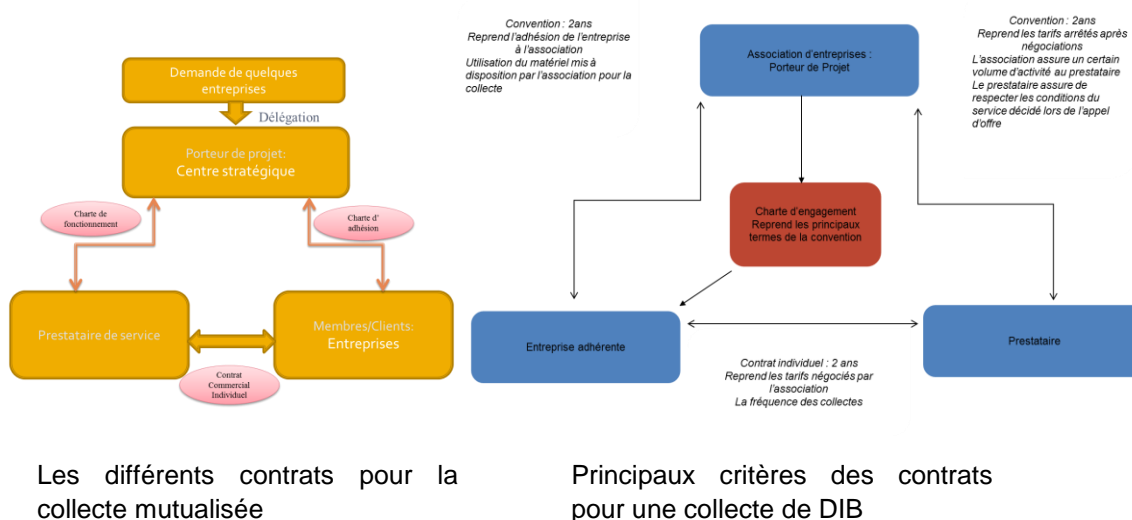 Demande de quelques
entreprises
Délégation
Porteur de projet:
Centre stratégique
Charte de
fonctionnement
Charte d'
adhésion
Prestataire de service
Membres/Clients:
Entreprises
Contrat
Commercial
Individuel
Les différents contrats pour la
collecte mutualisée
Convention : 2ans
Reprend l'adhésion de l'entreprise
à l'association
Utilisation du matériel mis à
disposition par l'association pour la
collecte
Association d'entreprises :
Porteur de Projet
Convention : 2ans
Reprend les tarifs arrêtés après
négociations
L'association assure un certain
volume d'activité au prestataire
Le prestataire assure de
respecter les conditions du
service décidé lors de l'appel
d'offre
Charte d'engagement
Reprend les principaux
termes de la convention
Entreprise adhérente
Prestataire
Contrat individuel : 2 ans
Reprend les tarifs négociés par
l'association
La fréquence des collectes
Principaux critères des contrats
pour une collecte de DIB